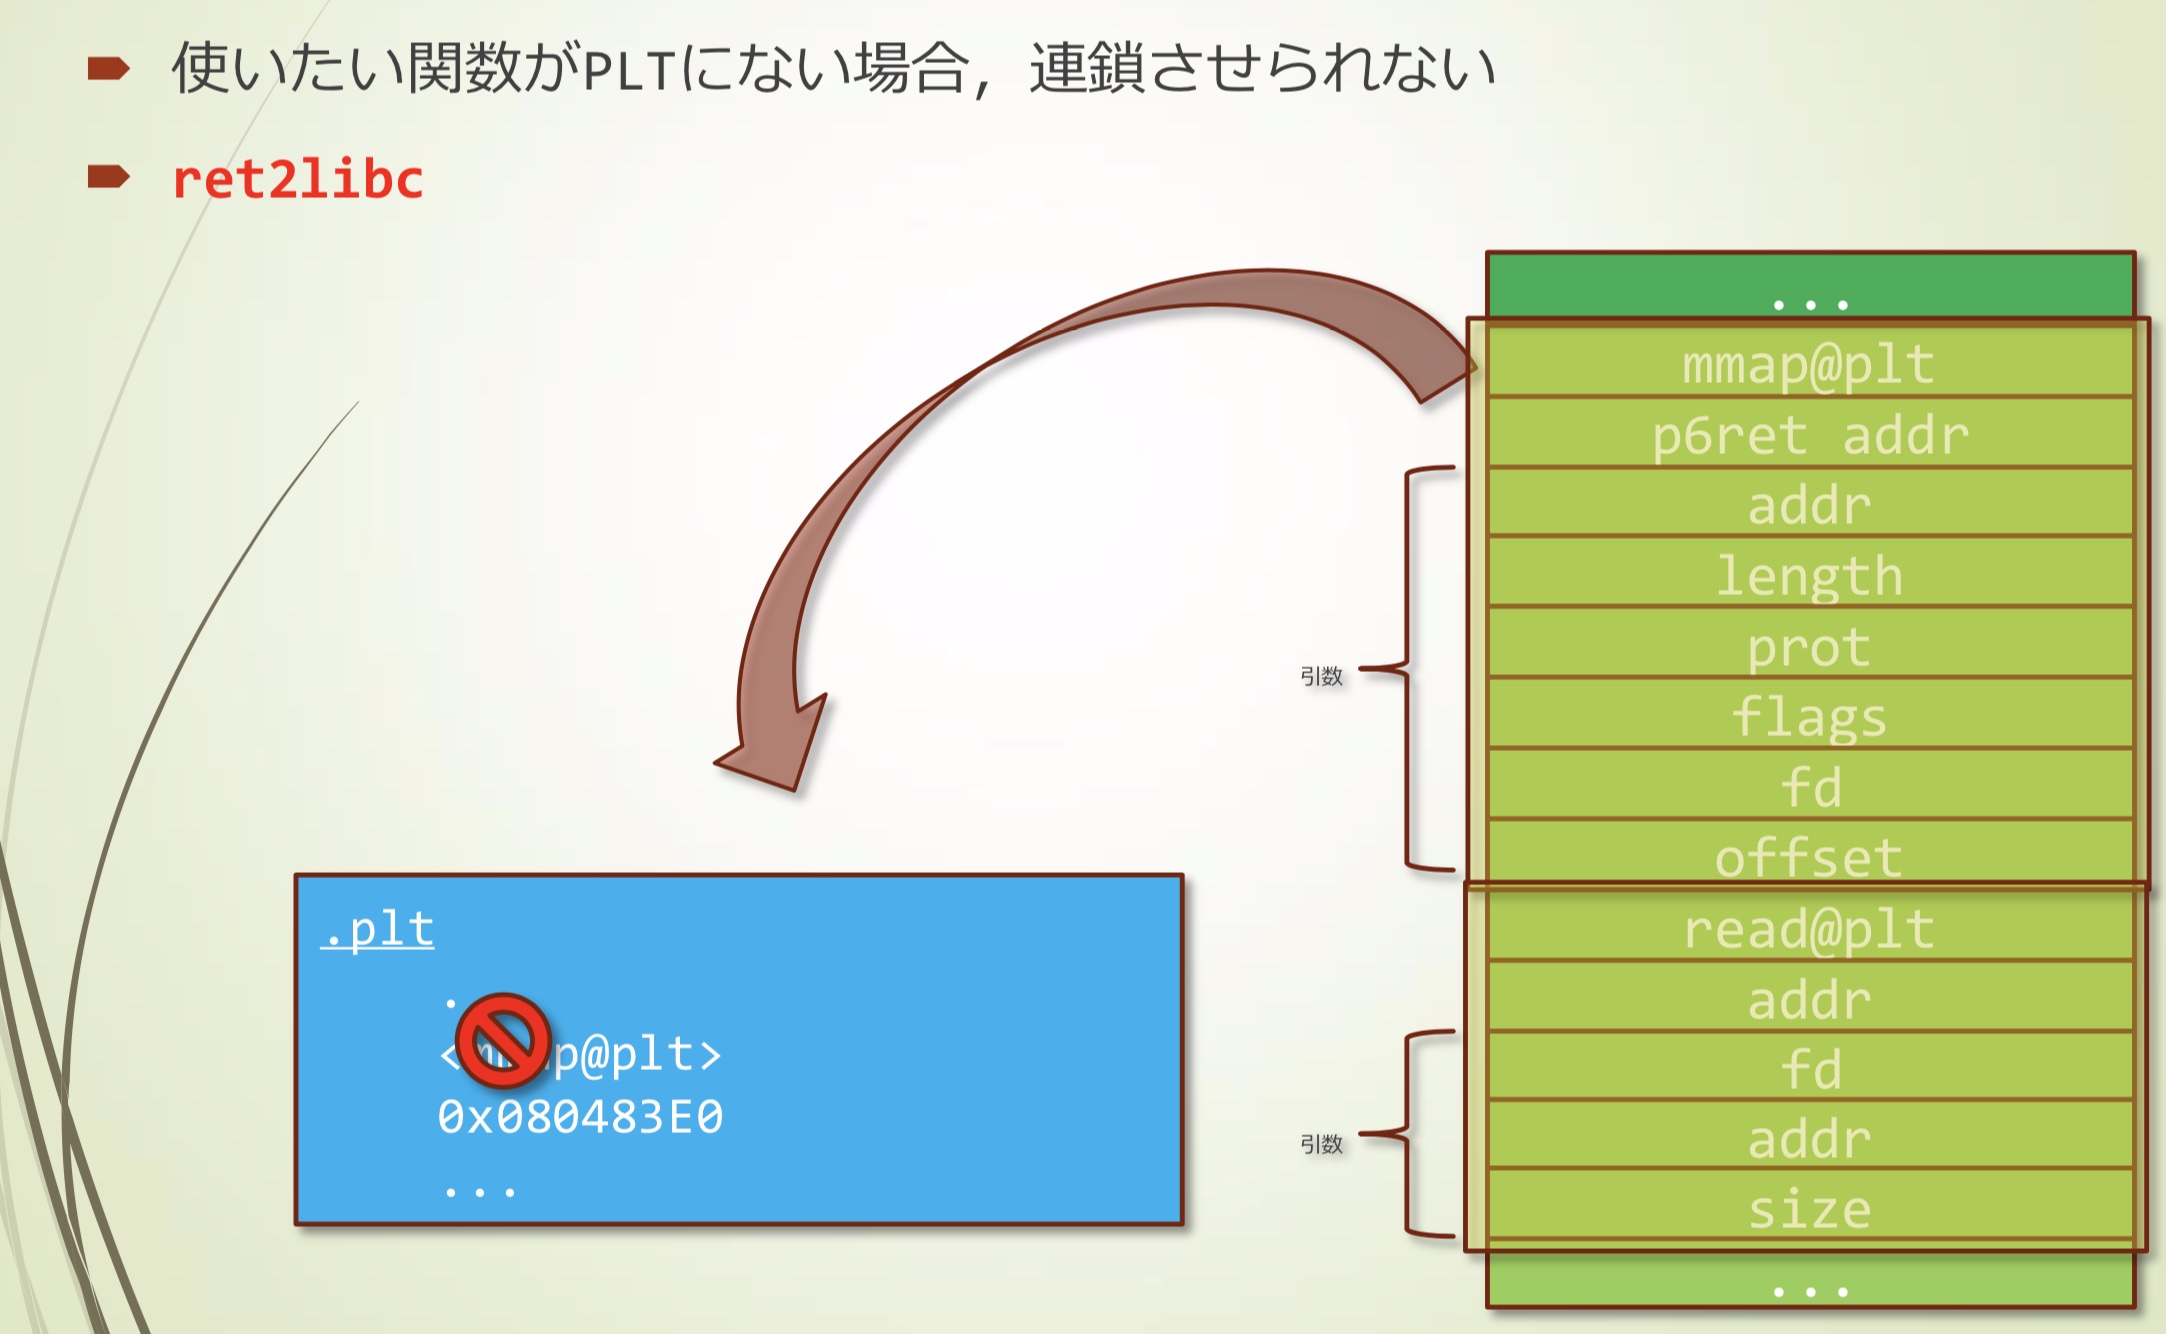 使いたい関数がPLTにない場合，連鎖させられない
ret2libc
...
mmap@plt
p6ret addr
addr
length
prot
flags
fd
offset
read@plt
addr
fd
addr
size
...
引数
引数
.plt
<mmap@plt>
0x080483E0
...